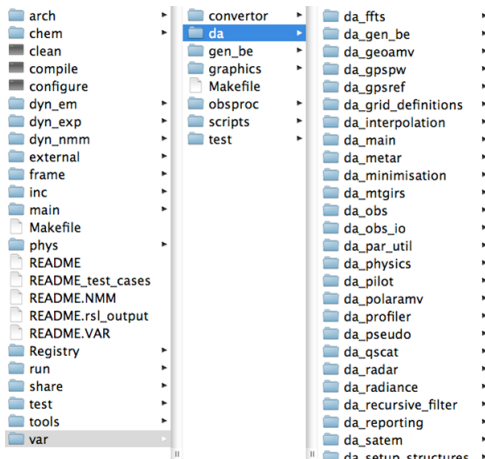 arch
chem
clean
compile
configure
dyn_em
dyn_exp
dyn_nmm
external
frame
inc
main
Makefile
phys
README
README_test_cases
README.NMM
README.rsl_output
README.VAR
Registry
run
share
test
tools
var
convertor
da
gen_be
graphics
Makefile
obsproc
scripts
test
da_ffts
da_gen_be
da_geoamv
da_gpspw
da_gpsref
da_grid_definitions
da_interpolation
da_main
da_metar
da_minimisation
da_mtgirs
da_obs
da_obs_io
da_par_util
da_physics
da_pilot
da_polaramv
da_profiler
da_pseudo
da_qscat
da_radar
da_radiance
da_recursive_filter
da_reporting
da_satem
da_setup_structures